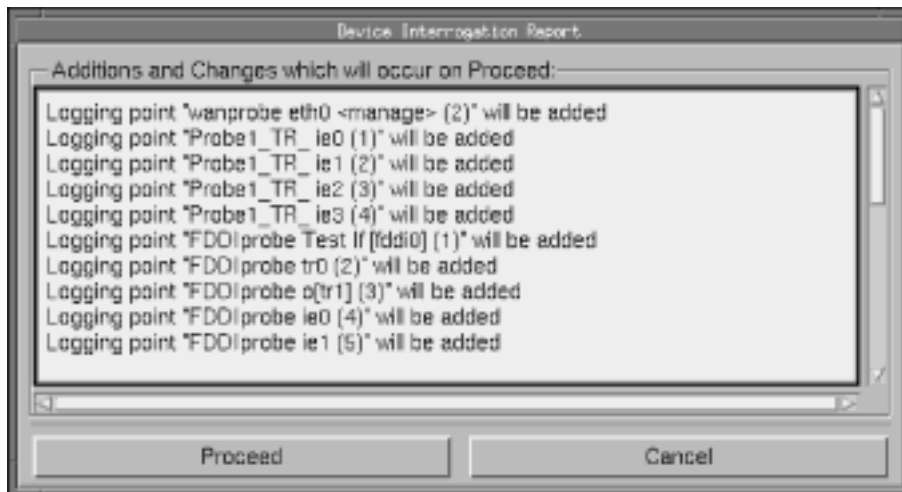 Device Interrogation Report
Additions and Changes which will occur on Proceed:
Logging point "wanprobe eth0 <manage> (2)" will be added
Logging point "Probe1_TR_ ie0 (1)" will be added
Logging point "Probe1_TR_ ie1 (2)" will be added
Logging point "Probe1_TR_ ie2 (3)" will be added
Logging point "Probe1_TR_ ie3 (4)" will be added
Logging point "FDDIprobe Test If [fddi0] (1)" will be added
Logging point "FDDIprobe tr0 (2)" will be added
Logging point "FDDIprobe o[tr1] (3)" will be added
Logging point "FDDIprobe ie0 (4)" will be added
Logging point "FDDIprobe ie1 (5)" will be added
Proceed
Cancel